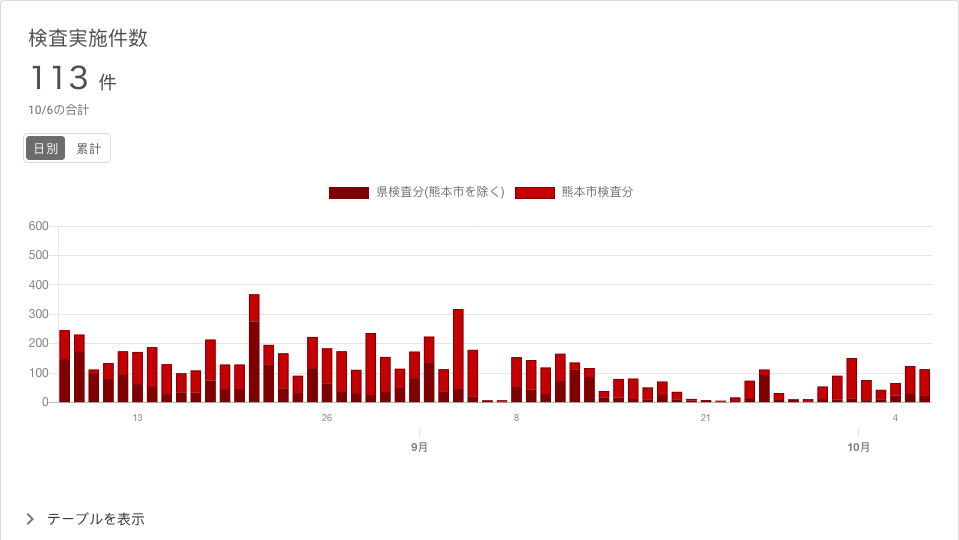 検査実施件数
113 件
10/6の合計
日別 累計
県検査分(熊本市を除く) 熊本市検査分
600
500
400
300
200
100
0
13 26 8 21 4
9月 10月
テーブルを表示